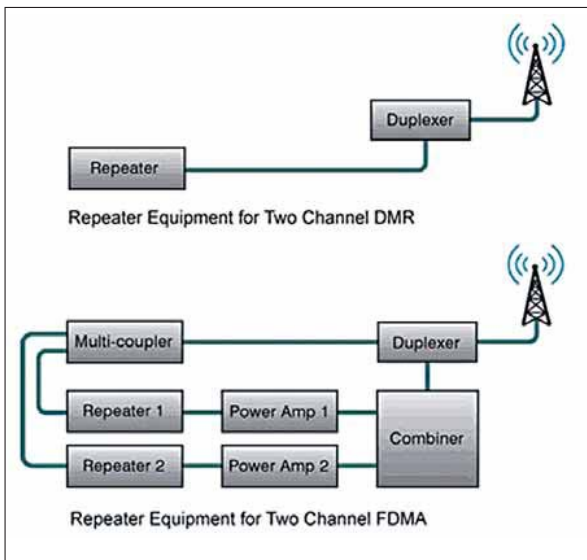 Duplexer
Repeater
Repeater Equipment for Two Channel DMR
Multi-coupler
Duplexer
Repeater 1
Power Amp 1
Combiner
Repeater 2
Power Amp 2
Repeater Equipment for Two Channel FDMA